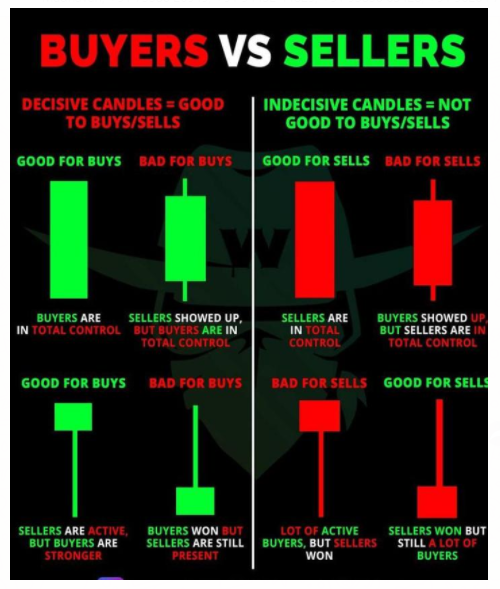 BUYERS VS SELLERS
DECISIVE CANDLES = GOOD
TO BUYS/SELLS
INDECISIVE CANDLES = NOT
GOOD TO BUYS/SELLS
GOOD FOR BUYS
BAD FOR BUYS
GOOD FOR SELLS
BAD FOR SELLS
W
BUYERS ARE
IN TOTAL CONTROL
SELLERS SHOWED UP,
BUT BUYERS ARE IN
TOTAL CONTROL
SELLERS ARE
IN TOTAL
CONTROL
BUYERS SHOWED UP,
BUT SELLERS ARE IN
TOTAL CONTROL
GOOD FOR BUYS
BAD FOR BUYS
BAD FOR SELLS
GOOD FOR SELLS
SELLERS ARE ACTIVE,
BUT BUYERS ARE
STRONGER
BUYERS WON BUT
SELLERS ARE STILL
PRESENT
LOT OF ACTIVE
BUYERS, BUT SELLERS
WON
SELLERS WON BUT
STILL A LOT OF
BUYERS